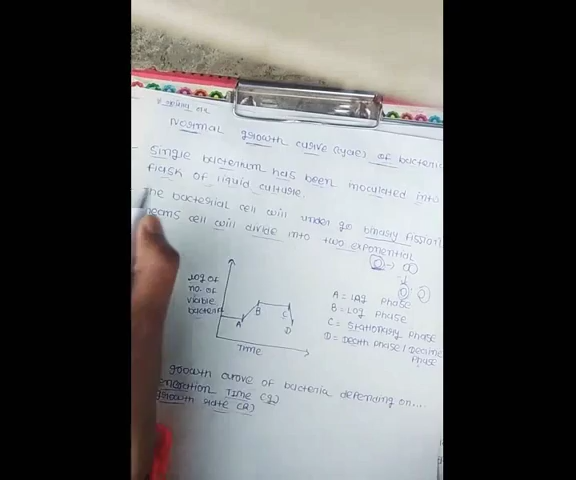 Normal growth curve (cycle) of bacteria
Single bacterium has been inoculated into
flask of liquid culture.
The bacterial cell will under go binary fission
means cell will divide into two exponential
Log of
no. of
viable
bacteria
A
B
C
D
Time
A = LAg Phase
B = Log Phase
C = Stationary Phase
D = Death Phase / Decline
Phase
growth curve of bacteria depending on....
generation Time (g)
growth rate (R)